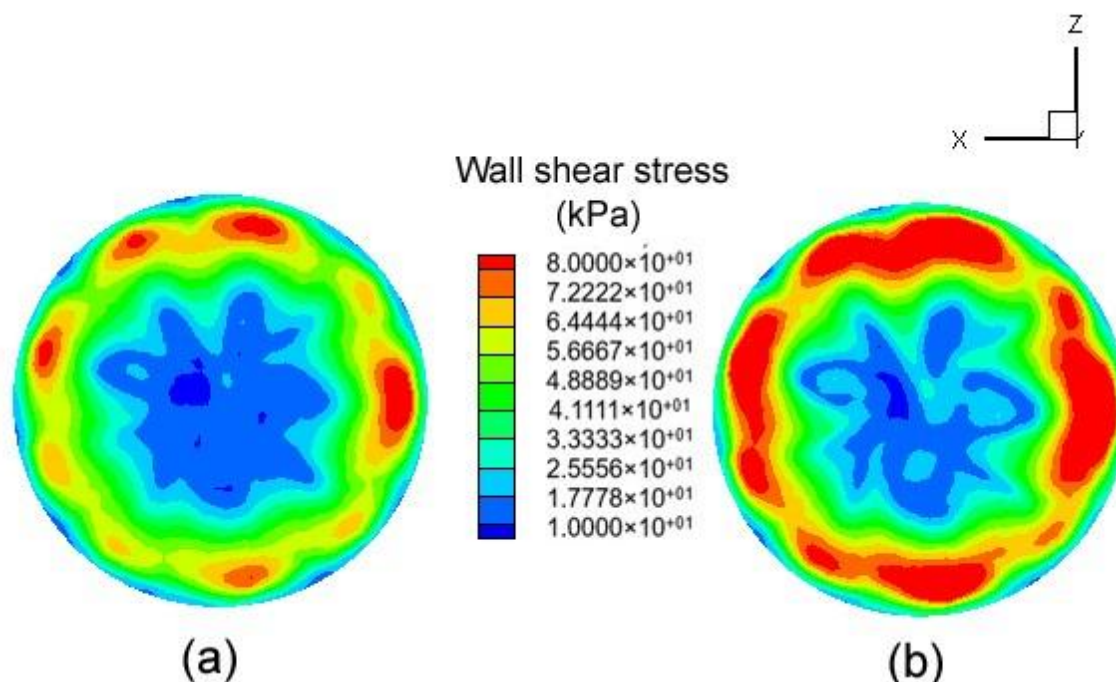 Z
X
Y
Wall shear stress
(kPa)
8.0000×10⁺⁰¹
7.2222×10⁺⁰¹
6.4444×10⁺⁰¹
5.6667×10⁺⁰¹
4.8889×10⁺⁰¹
4.1111×10⁺⁰¹
3.3333×10⁺⁰¹
2.5556×10⁺⁰¹
1.7778×10⁺⁰¹
1.0000×10⁺⁰¹
(a)
(b)